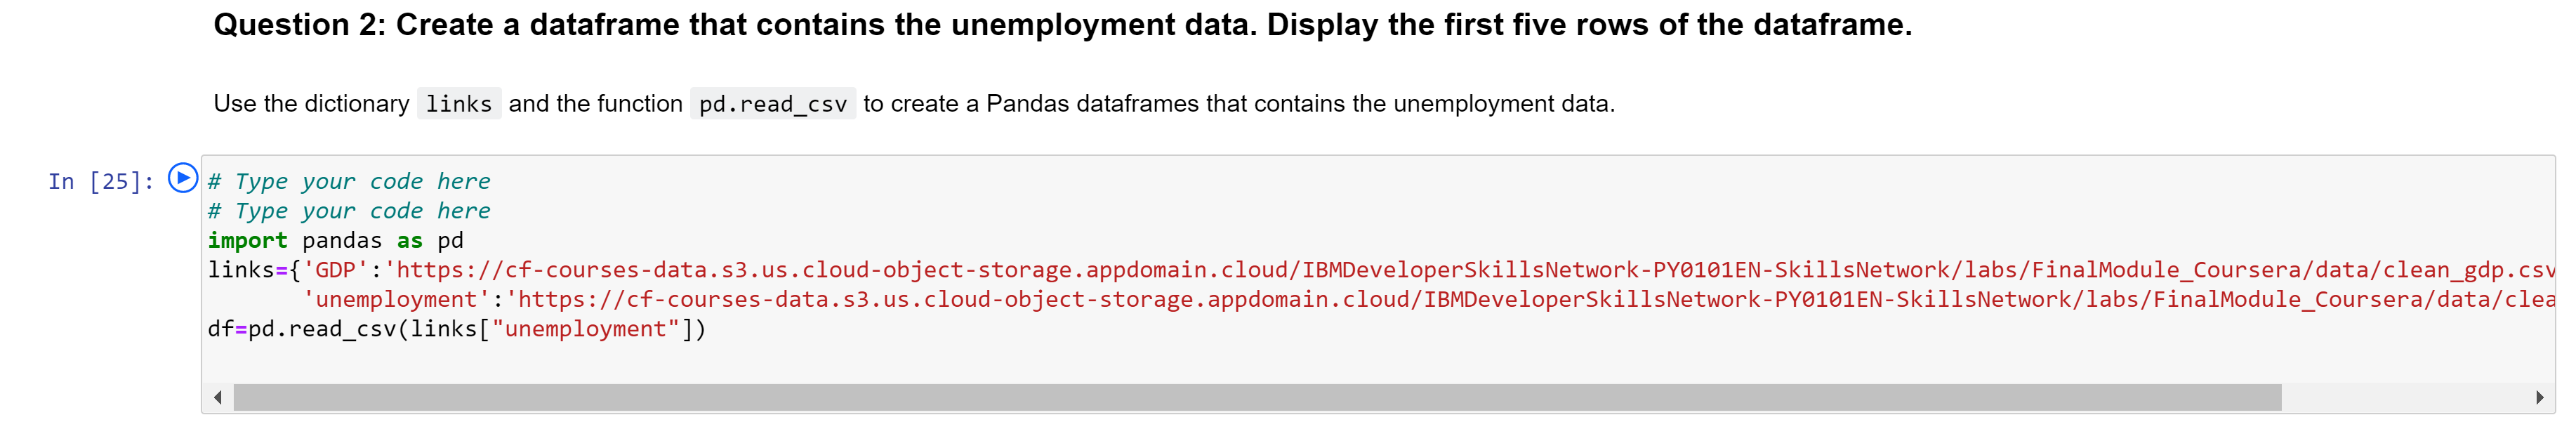 Question 2: Create a dataframe that contains the unemployment data. Display the first five rows of the dataframe.
Use the dictionary links and the function pd.read_csv to create a Pandas dataframes that contains the unemployment data.
In [25]:
# Type your code here
# Type your code here
import pandas as pd
links={'GDP':'https://cf-courses-data.s3.us.cloud-object-storage.appdomain.cloud/IBMDeveloperSkillsNetwork-PY0101EN-SkillsNetwork/labs/FinalModule_Coursera/data/clean_gdp.csv
'unemployment':'https://cf-courses-data.s3.us.cloud-object-storage.appdomain.cloud/IBMDeveloperSkillsNetwork-PY0101EN-SkillsNetwork/labs/FinalModule_Coursera/data/clea
df=pd.read_csv(links["unemployment"])